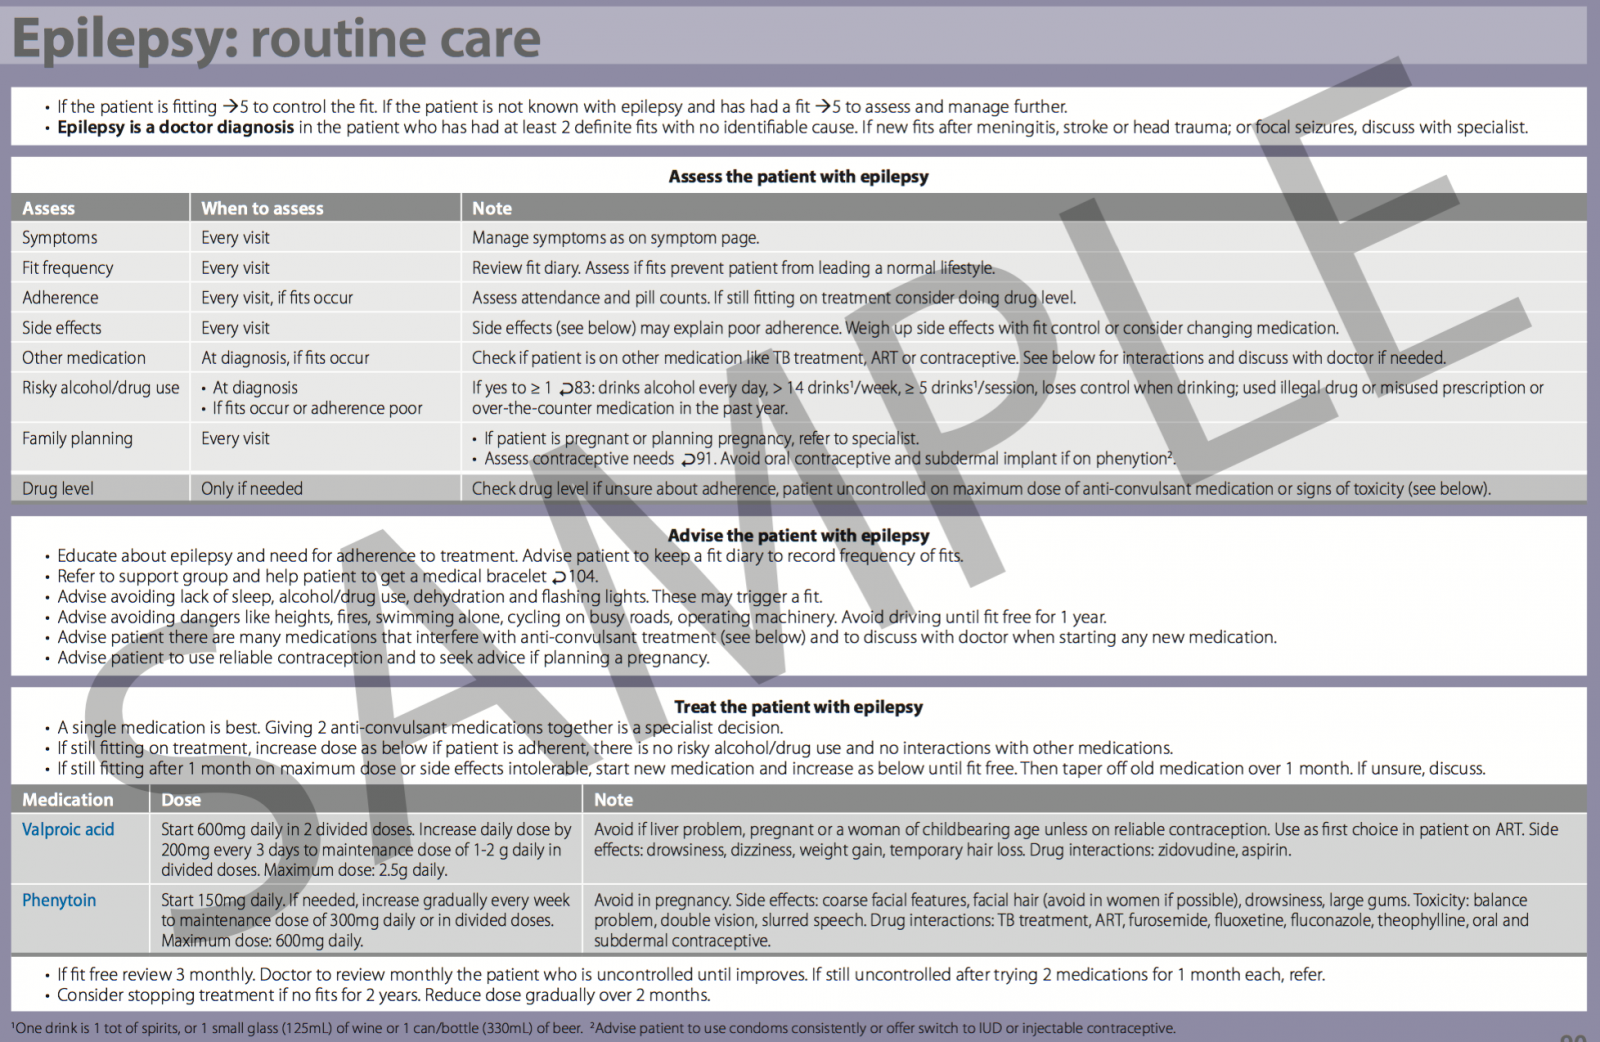 Epilepsy: routine care
• If the patient is fitting →5 to control the fit. If the patient is not known with epilepsy and has had a fit →5 to assess and manage further.
• Epilepsy is a doctor diagnosis in the patient who has had at least 2 definite fits with no identifiable cause. If new fits after meningitis, stroke or head trauma; or focal seizures, discuss with specialist.
Assess the patient with epilepsy
Assess When to assess Note
Symptoms Every visit Manage symptoms as on symptom page.
Fit frequency Every visit Review fit diary. Assess if fits prevent patient from leading a normal lifestyle.
Adherence Every visit, if fits occur Assess attendance and pill counts. If still fitting on treatment consider doing drug level.
Side effects Every visit Side effects (see below) may explain poor adherence. Weigh up side effects with fit control or consider changing medication.
Other medication At diagnosis, if fits occur Check if patient is on other medication like TB treatment, ART or contraceptive. See below for interactions and discuss with doctor if needed.
Risky alcohol/drug use • At diagnosis If yes to ≥ 1 ⮌83: drinks alcohol every day, > 14 drinks¹/week, ≥ 5 drinks¹/session, loses control when drinking; used illegal drug or misused prescription or
• If fits occur or adherence poor over-the-counter medication in the past year.
Family planning Every visit • If patient is pregnant or planning pregnancy, refer to specialist.
• Assess contraceptive needs ⮌91. Avoid oral contraceptive and subdermal implant if on phenytion².
Drug level Only if needed Check drug level if unsure about adherence, patient uncontrolled on maximum dose of anti-convulsant medication or signs of toxicity (see below).
Advise the patient with epilepsy
• Educate about epilepsy and need for adherence to treatment. Advise patient to keep a fit diary to record frequency of fits.
• Refer to support group and help patient to get a medical bracelet ⮌104.
• Advise avoiding lack of sleep, alcohol/drug use, dehydration and flashing lights. These may trigger a fit.
• Advise avoiding dangers like heights, fires, swimming alone, cycling on busy roads, operating machinery. Avoid driving until fit free for 1 year.
• Advise patient there are many medications that interfere with anti-convulsant treatment (see below) and to discuss with doctor when starting any new medication.
• Advise patient to use reliable contraception and to seek advice if planning a pregnancy.
Treat the patient with epilepsy
• A single medication is best. Giving 2 anti-convulsant medications together is a specialist decision.
• If still fitting on treatment, increase dose as below if patient is adherent, there is no risky alcohol/drug use and no interactions with other medications.
• If still fitting after 1 month on maximum dose or side effects intolerable, start new medication and increase as below until fit free. Then taper off old medication over 1 month. If unsure, discuss.
Medication Dose Note
Valproic acid Start 600mg daily in 2 divided doses. Increase daily dose by Avoid if liver problem, pregnant or a woman of childbearing age unless on reliable contraception. Use as first choice in patient on ART. Side
200mg every 3 days to maintenance dose of 1-2 g daily in effects: drowsiness, dizziness, weight gain, temporary hair loss. Drug interactions: zidovudine, aspirin.
divided doses. Maximum dose: 2.5g daily.
Phenytoin Start 150mg daily. If needed, increase gradually every week Avoid in pregnancy. Side effects: coarse facial features, facial hair (avoid in women if possible), drowsiness, large gums. Toxicity: balance
to maintenance dose of 300mg daily or in divided doses. problem, double vision, slurred speech. Drug interactions: TB treatment, ART, furosemide, fluoxetine, fluconazole, theophylline, oral and
Maximum dose: 600mg daily. subdermal contraceptive.
• If fit free review 3 monthly. Doctor to review monthly the patient who is uncontrolled until improves. If still uncontrolled after trying 2 medications for 1 month each, refer.
• Consider stopping treatment if no fits for 2 years. Reduce dose gradually over 2 months.
¹One drink is 1 tot of spirits, or 1 small glass (125mL) of wine or 1 can/bottle (330mL) of beer. ²Advise patient to use condoms consistently or offer switch to IUD or injectable contraceptive.
SAMPLE